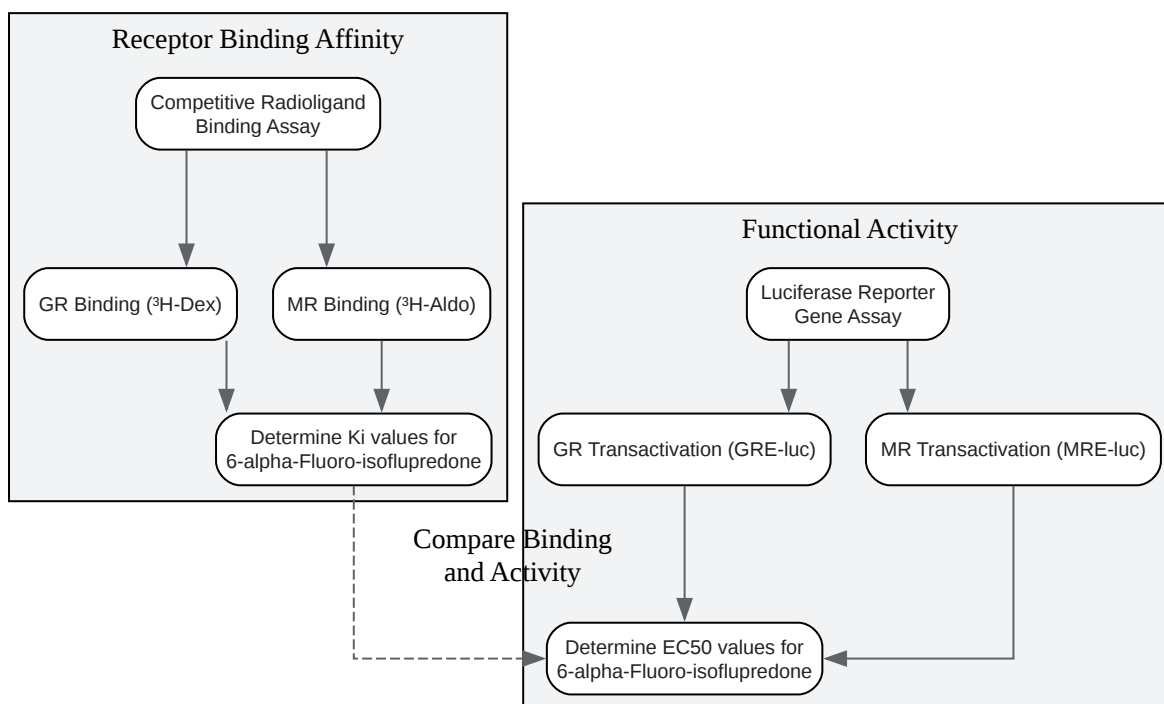 Receptor Binding Affinity
Competitive Radioligand
Binding Assay
GR Binding (³H-Dex)
MR Binding (³H-Aldo)
Determine Ki values for
6-alpha-Fluoro-isoflupredone
Functional Activity
Luciferase Reporter
Gene Assay
GR Transactivation (GRE-luc)
MR Transactivation (MRE-luc)
Compare Binding
and Activity
Determine EC50 values for
6-alpha-Fluoro-isoflupredone